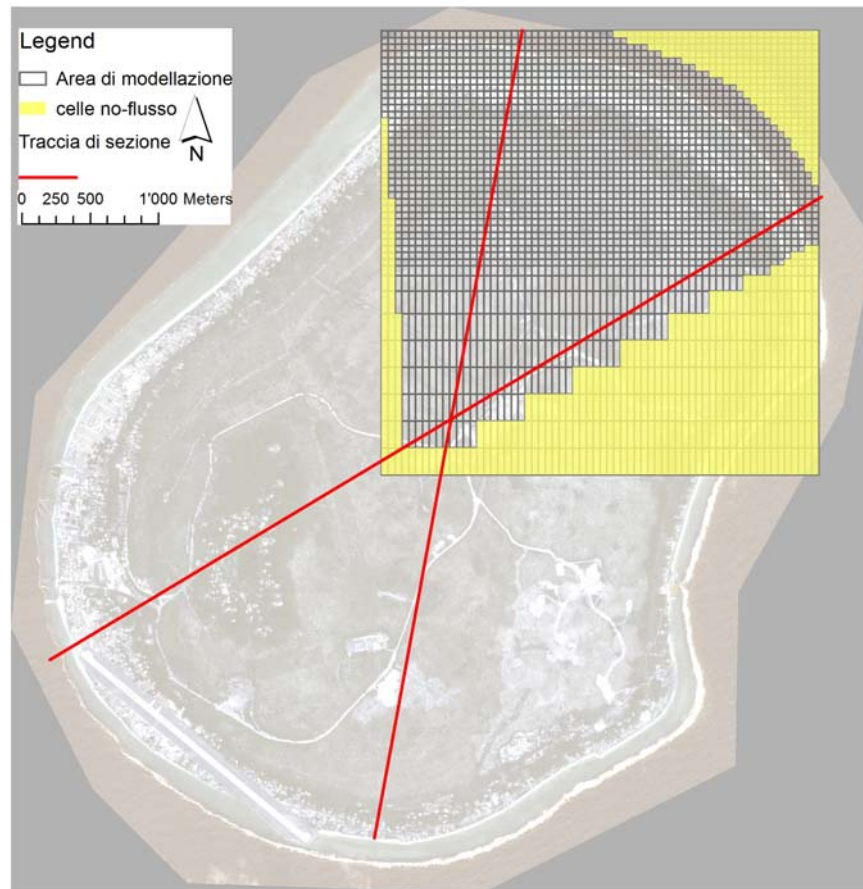 Legend
Area di modellazione
celle no-flusso
Traccia di sezione
N
0 250 500 1'000 Meters